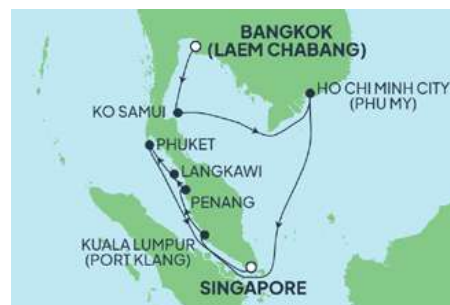 BANGKOK
(LAEM CHABANG)
HO CHI MINH CITY
(PHU MY)
KO SAMUI
PHUKET
LANGKAWI
PENANG
KUALA LUMPUR
(PORT KLANG)
SINGAPORE